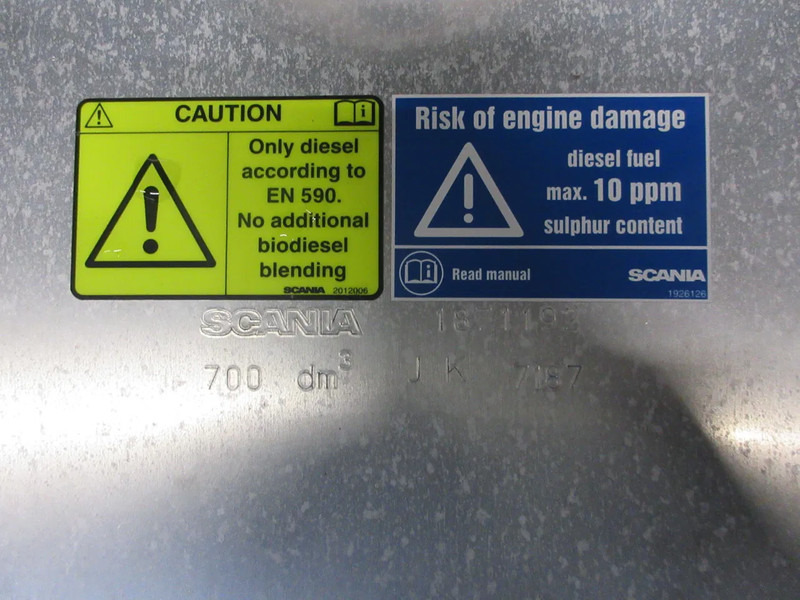 CAUTION
Only diesel
according to
EN 590.
No additional
biodiesel
blending
SCANIA 2012006
Risk of engine damage
diesel fuel
max. 10 ppm
sulphur content
Read manual
SCANIA
1926126
SCANIA
700 dm³ J K